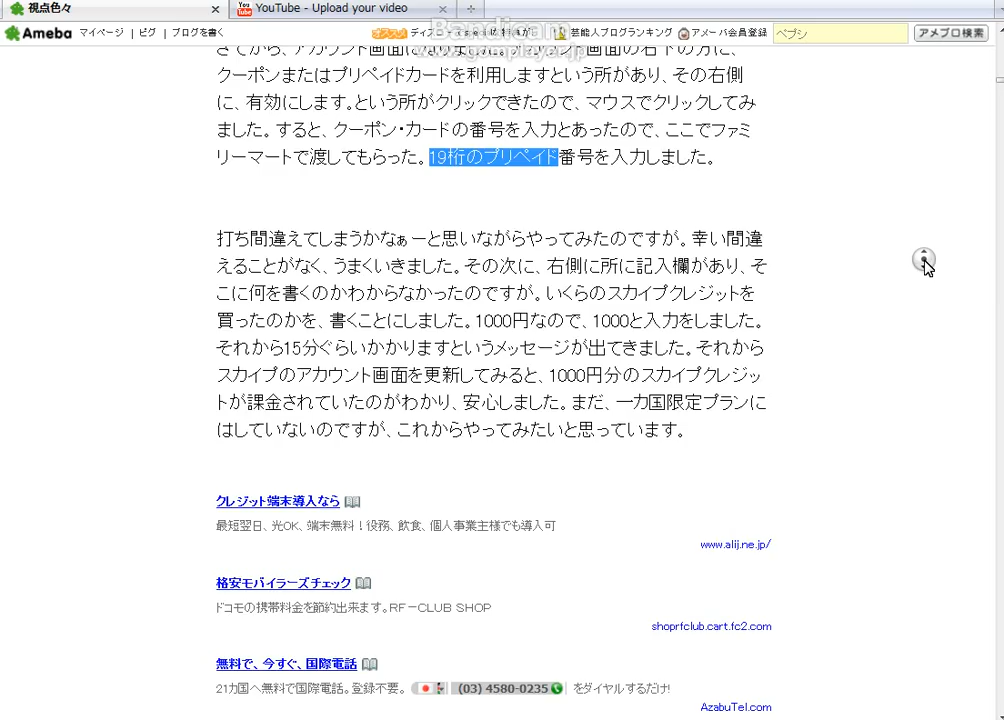 視点色々
YouTube - Upload your video
Ameba マイページ | ピグ | ブログを書く
芸能人ブログランキング アメーバ会員登録 ペプシ アメブロ検索
Bandicam
www.gomplayer.jp
クーポンまたはプリペイドカードを利用しますという所があり、その右側
に、有効にします。という所がクリックできたので、マウスでクリックしてみ
ました。すると、クーポン・カードの番号を入力とあったので、ここでファミ
リーマートで渡してもらった。19桁のプリペイド番号を入力しました。
打ち間違えてしまうかなぁーと思いながらやってみたのですが。幸い間違
えることがなく、うまくいきました。その次に、右側に所に記入欄があり、そ
こに何を書くのかわからなかったのですが。いくらのスカイプクレジットを
買ったのかを、書くことにしました。1000円なので、1000と入力をしました。
それから15分ぐらいかかりますというメッセージが出てきました。それから
スカイプのアカウント画面を更新してみると、1000円分のスカイプクレジッ
トが課金されていたのがわかり、安心しました。まだ、一カ国限定プランに
はしていないのですが、これからやってみたいと思っています。
クレジット端末導入なら
最短翌日、光OK、端末無料！役務、飲食、個人事業主様でも導入可
www.alij.ne.jp/
格安モバイラーズチェック
ドコモの携帯料金を節約出来ます。RF－CLUB SHOP
shoprfclub.cart.fc2.com
無料で、今すぐ、国際電話
21カ国へ無料で国際電話。登録不要。 (03) 4580-0235 をダイヤルするだけ!
AzabuTel.com